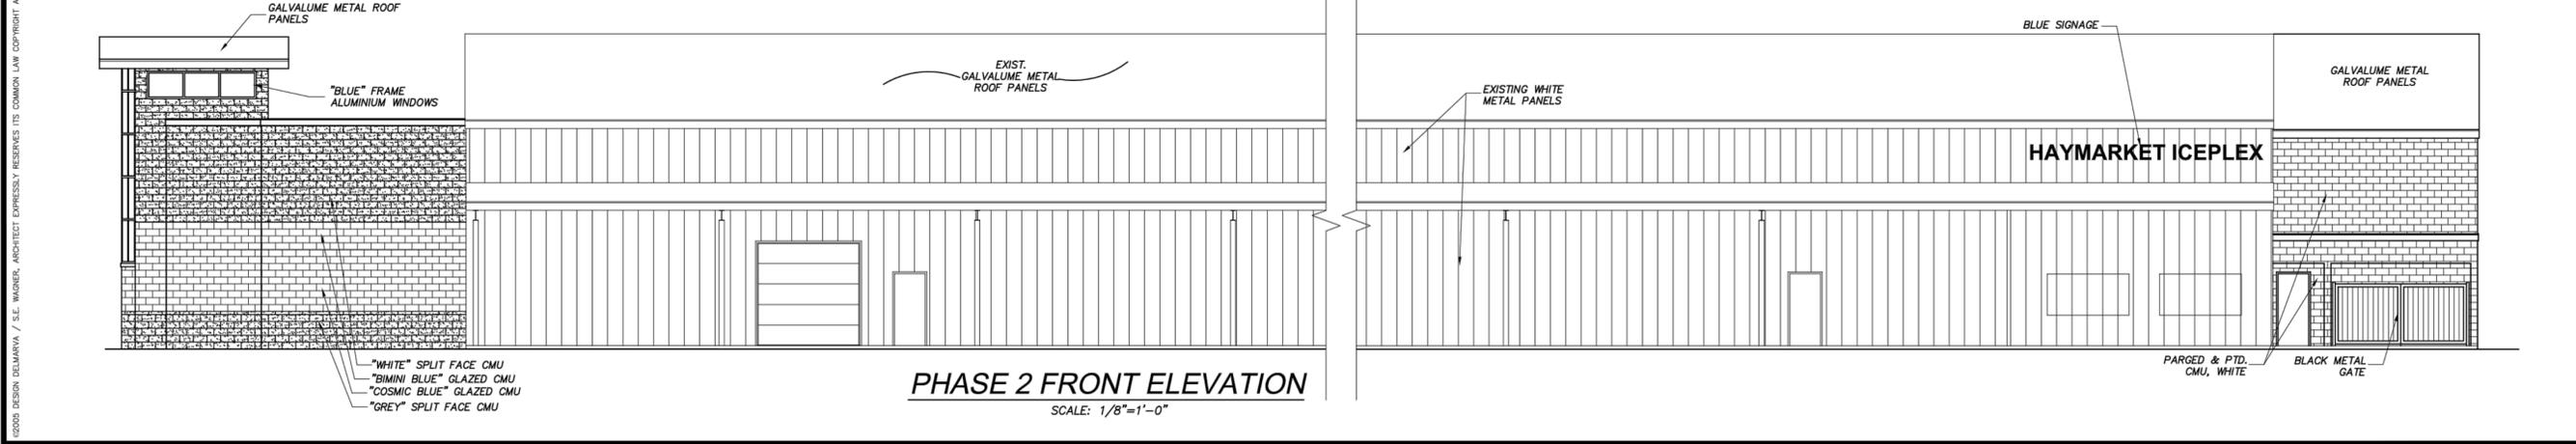 GALVALUME METAL ROOF
PANELS
"BLUE" FRAME
ALUMINIUM WINDOWS
EXIST.
GALVALUME METAL
ROOF PANELS
EXISTING WHITE
METAL PANELS
BLUE SIGNAGE
GALVALUME METAL
ROOF PANELS
HAYMARKET ICEPLEX
"WHITE" SPLIT FACE CMU
"BIMINI BLUE" GLAZED CMU
"COSMIC BLUE" GLAZED CMU
"GREY" SPLIT FACE CMU
PARGED & PTD.
CMU, WHITE
BLACK METAL
GATE
PHASE 2 FRONT ELEVATION
SCALE: 1/8"=1'-0"
©2005 DESIGN DELMARVA / S.E. WAGNER, ARCHITECT EXPRESSLY RESERVES ITS COMMON LAW COPYRIGHT